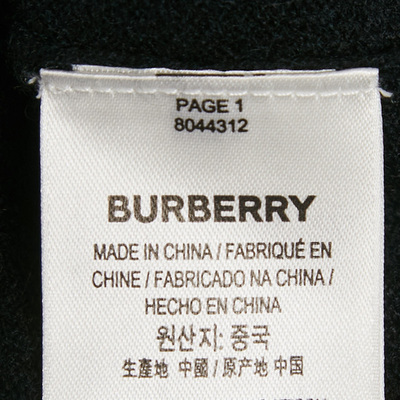 PAGE 1
8044312
BURBERRY
MADE IN CHINA / FABRIQUÉ EN
CHINE / FABRICADO NA CHINA /
HECHO EN CHINA
원산지: 중국
生產地 中國 / 原产地 中国